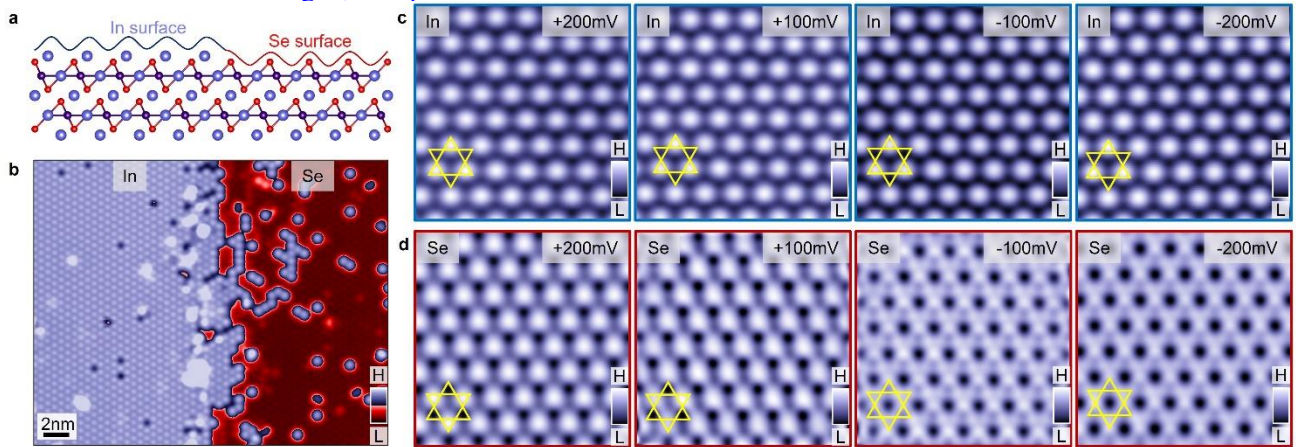 a
In surface
Se surface
b
In
Se
H
L
2nm
c
In +200mV
In +100mV
In -100mV
In -200mV
H
L
H
L
H
L
H
L
d
Se +200mV
Se +100mV
Se -100mV
Se -200mV
H
L
H
L
H
L
H
L